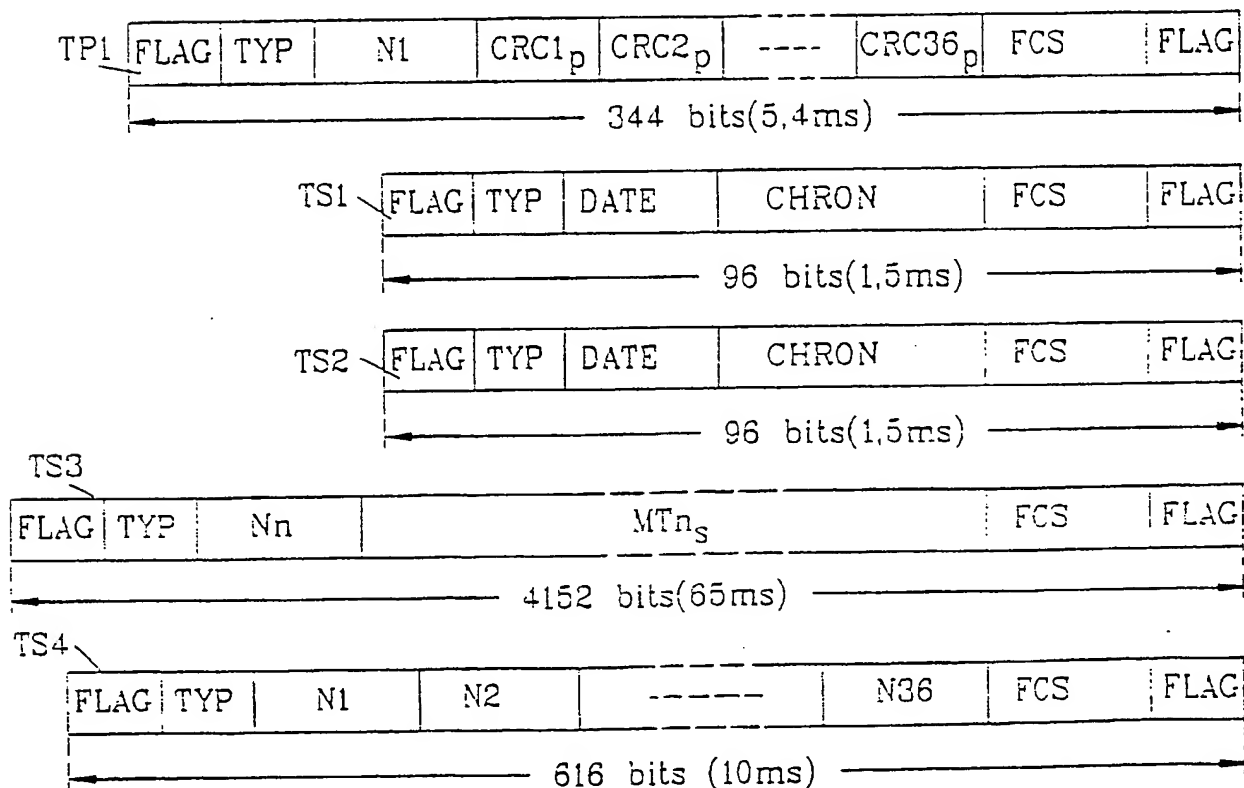 TP1 FLAG TYP N1 CRC1p CRC2p ---- CRC36p FCS FLAG
344 bits(5,4ms)
TS1 FLAG TYP DATE CHRON FCS FLAG
96 bits(1,5ms)
TS2 FLAG TYP DATE CHRON FCS FLAG
96 bits(1,5ms)
TS3
FLAG TYP Nn MTns FCS FLAG
4152 bits(65ms)
TS4
FLAG TYP N1 N2 ----- N36 FCS FLAG
616 bits (10ms)